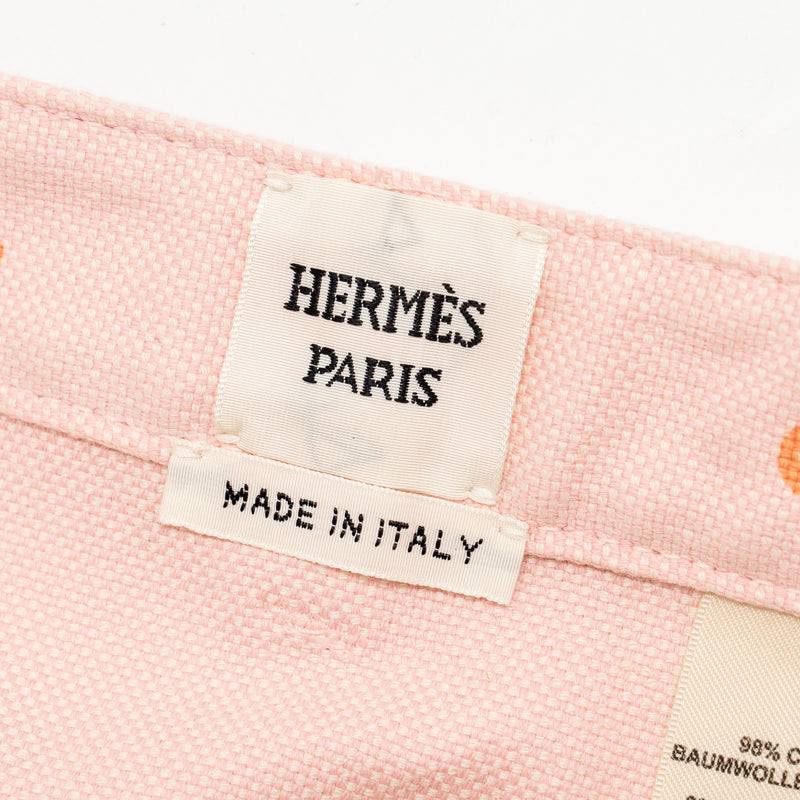 HERMÈS
PARIS
MADE IN ITALY
98%
BAUMWOLLE